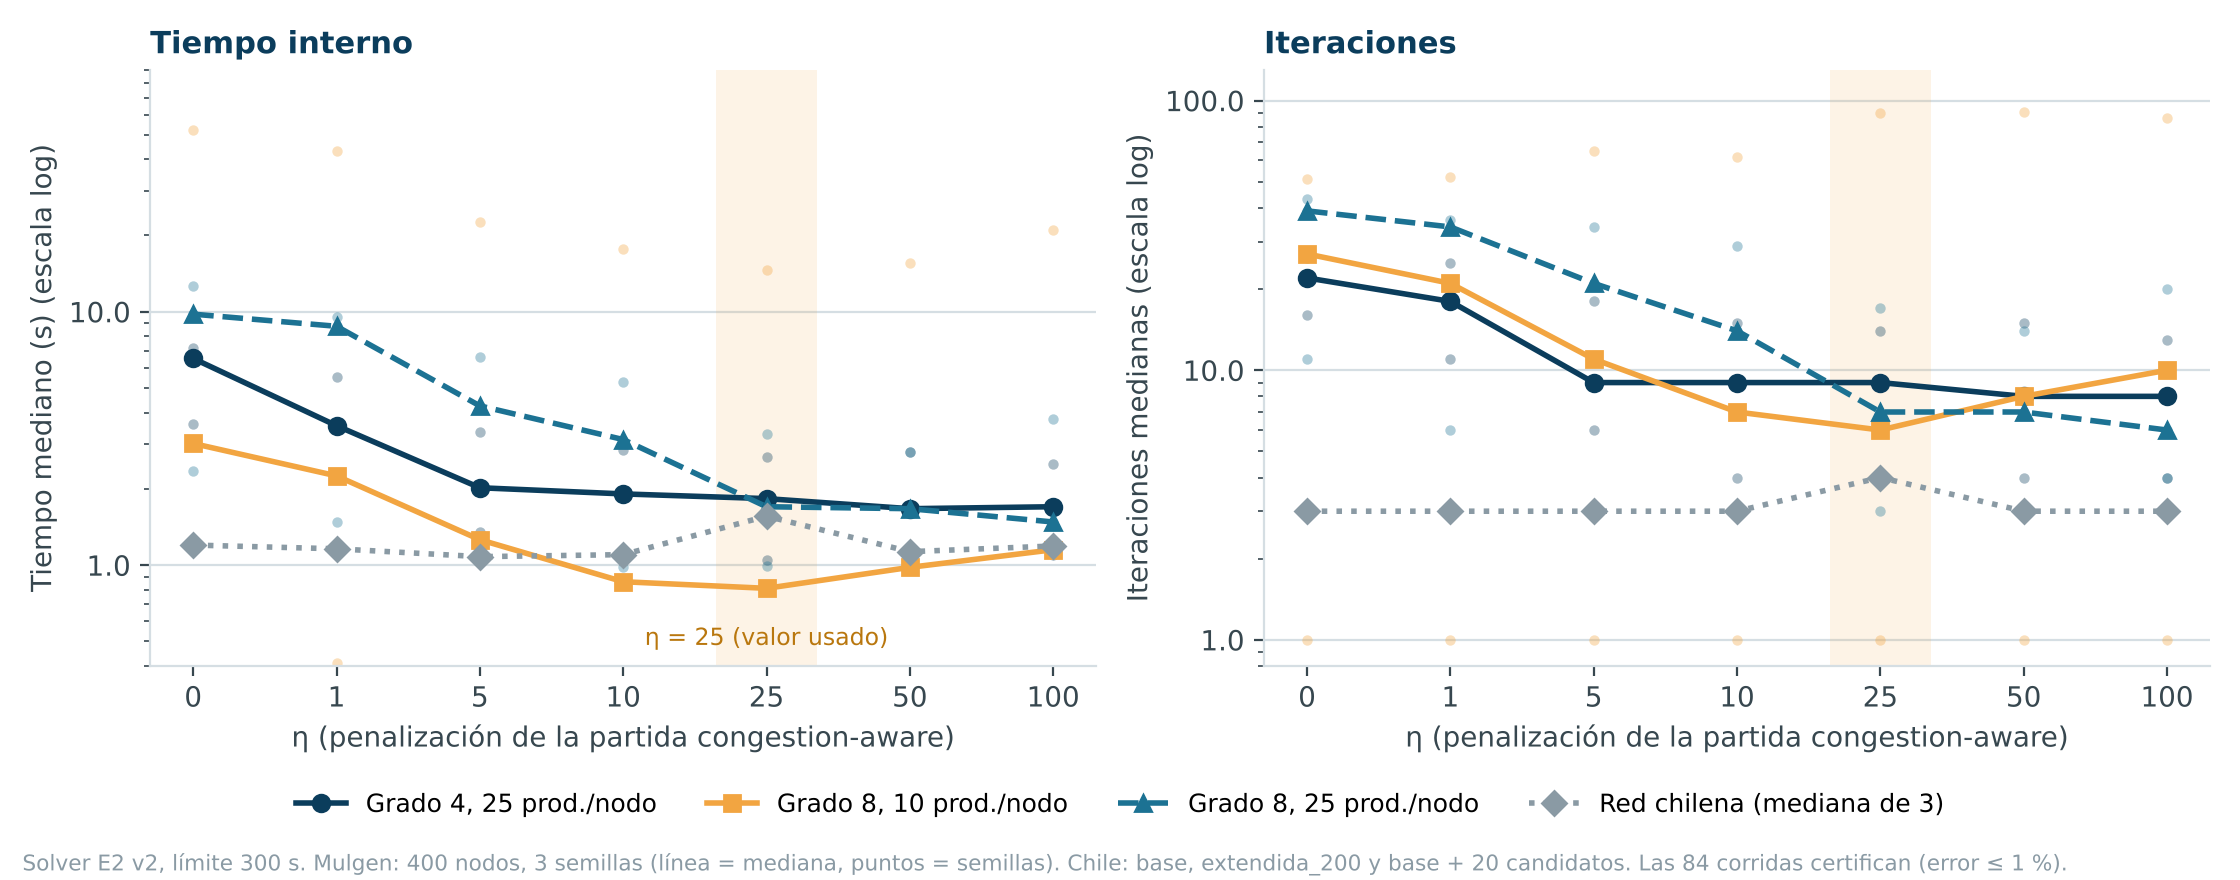 Tiempo interno
Tiempo mediano (s) (escala log)
10.0
1.0
η = 25 (valor usado)
0 1 5 10 25 50 100
η (penalización de la partida congestion-aware)
Iteraciones
Iteraciones medianas (escala log)
100.0
10.0
1.0
0 1 5 10 25 50 100
η (penalización de la partida congestion-aware)
Grado 4, 25 prod./nodo
Grado 8, 10 prod./nodo
Grado 8, 25 prod./nodo
Red chilena (mediana de 3)
Solver E2 v2, límite 300 s. Mulgen: 400 nodos, 3 semillas (línea = mediana, puntos = semillas). Chile: base, extendida_200 y base + 20 candidatos. Las 84 corridas certifican (error ≤ 1 %).